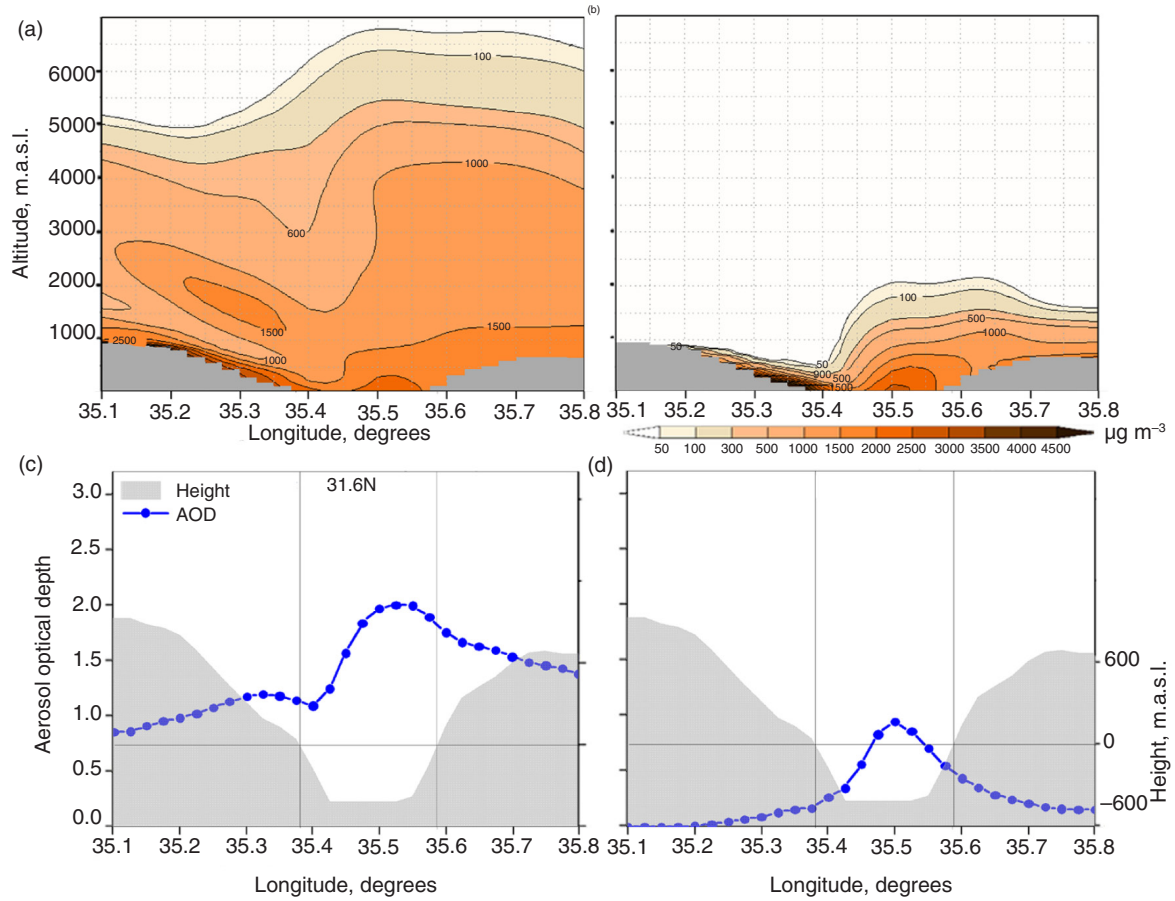 (a)
(b)
6000
5000
4000
3000
2000
1000
Altitude, m.a.s.l.
100
1000
600
1500
1500
1000
2500
35.1 35.2 35.3 35.4 35.5 35.6 35.7 35.8
Longitude, degrees
100
500
1000
50
50
900
500
1500
35.1 35.2 35.3 35.4 35.5 35.6 35.7 35.8
50 100 300 500 1000 2000 2500 3000 3500 4000 4500
µg m⁻³
(c)
Height
AOD
31.6N
3.0
2.5
2.0
1.5
1.0
0.5
0.0
Aerosol optical depth
35.1 35.2 35.3 35.4 35.5 35.6 35.7 35.8
Longitude, degrees
(d)
600
0
−600
Height, m.a.s.l.
35.1 35.2 35.3 35.4 35.5 35.6 35.7 35.8
Longitude, degrees